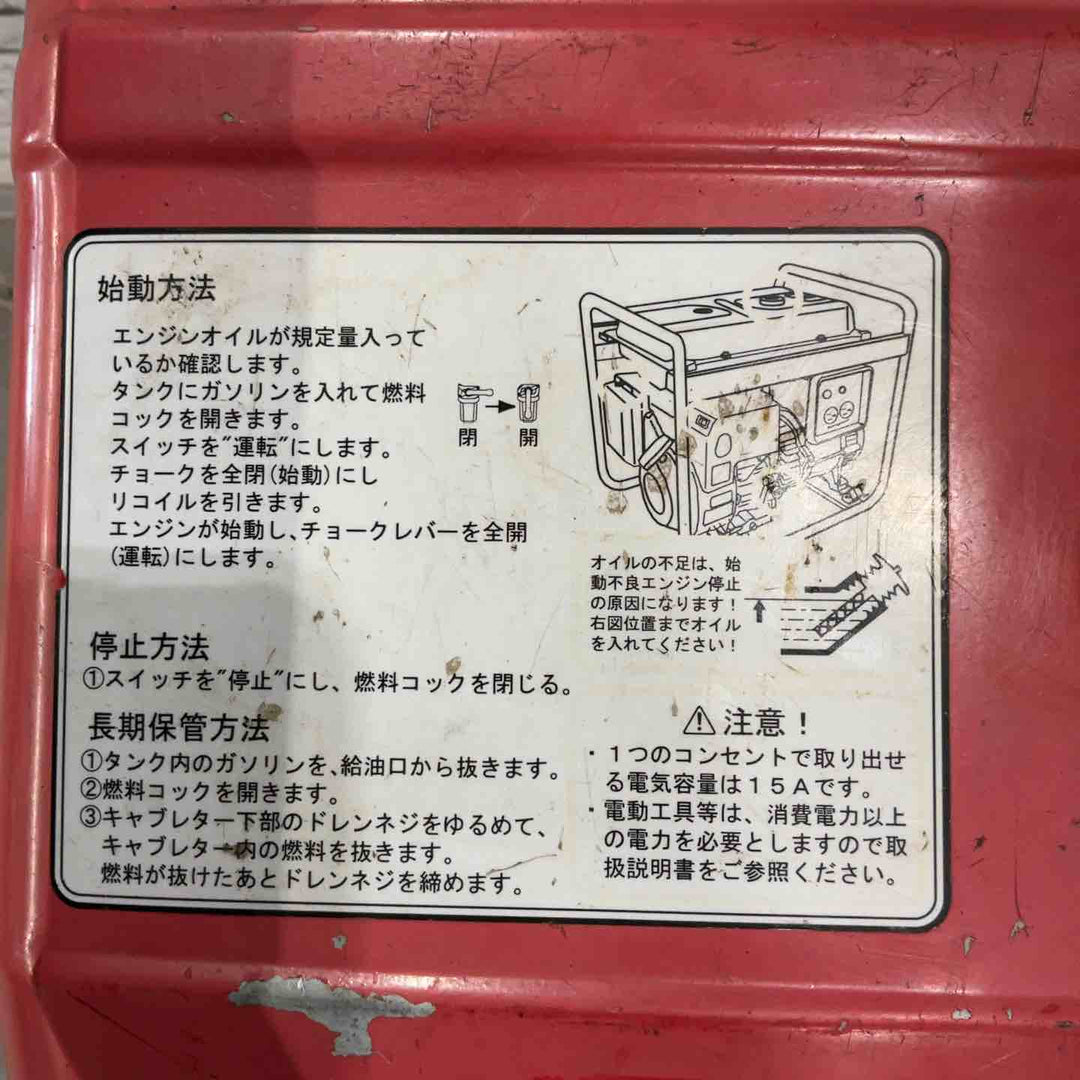 始動方法
エンジンオイルが規定量入って
いるか確認します。
タンクにガソリンを入れて燃料
コックを開きます。
スイッチを"運転"にします。
チョークを全閉(始動)にし
リコイルを引きます。
エンジンが始動し、チョークレバーを全開
(運転)にします。
閉 開
オイルの不足は、始
動不良エンジン停止
の原因になります！
右図位置までオイル
を入れてください！
停止方法
①スイッチを"停止"にし、燃料コックを閉じる。
長期保管方法
①タンク内のガソリンを、給油口から抜きます。
②燃料コックを開きます。
③キャブレター下部のドレンネジをゆるめて、
キャブレター内の燃料を抜きます。
燃料が抜けたあとドレンネジを締めます。
⚠注意！
・１つのコンセントで取り出せ
る電気容量は１５Ａです。
・電動工具等は、消費電力以上
の電力を必要としますので取
扱説明書をご参照ください。